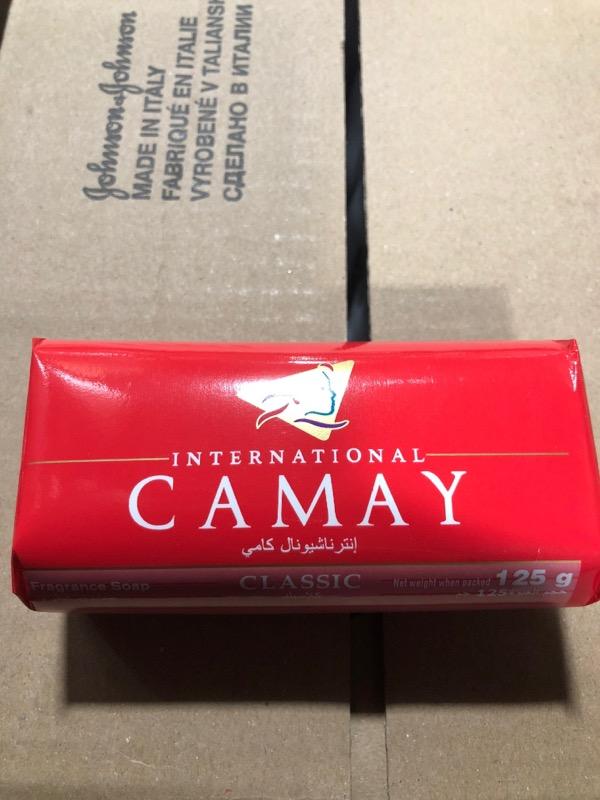 Johnson & Johnson
MADE IN ITALY
FABRIQUÉ EN ITALIE
VYROBENÉ V TALIANSK
СДЕЛАНО В ИТАЛИИ
INTERNATIONAL
CAMAY
إنترناشيونال كامي
Fragrance Soap
CLASSIC
Net weight when packed 125 g